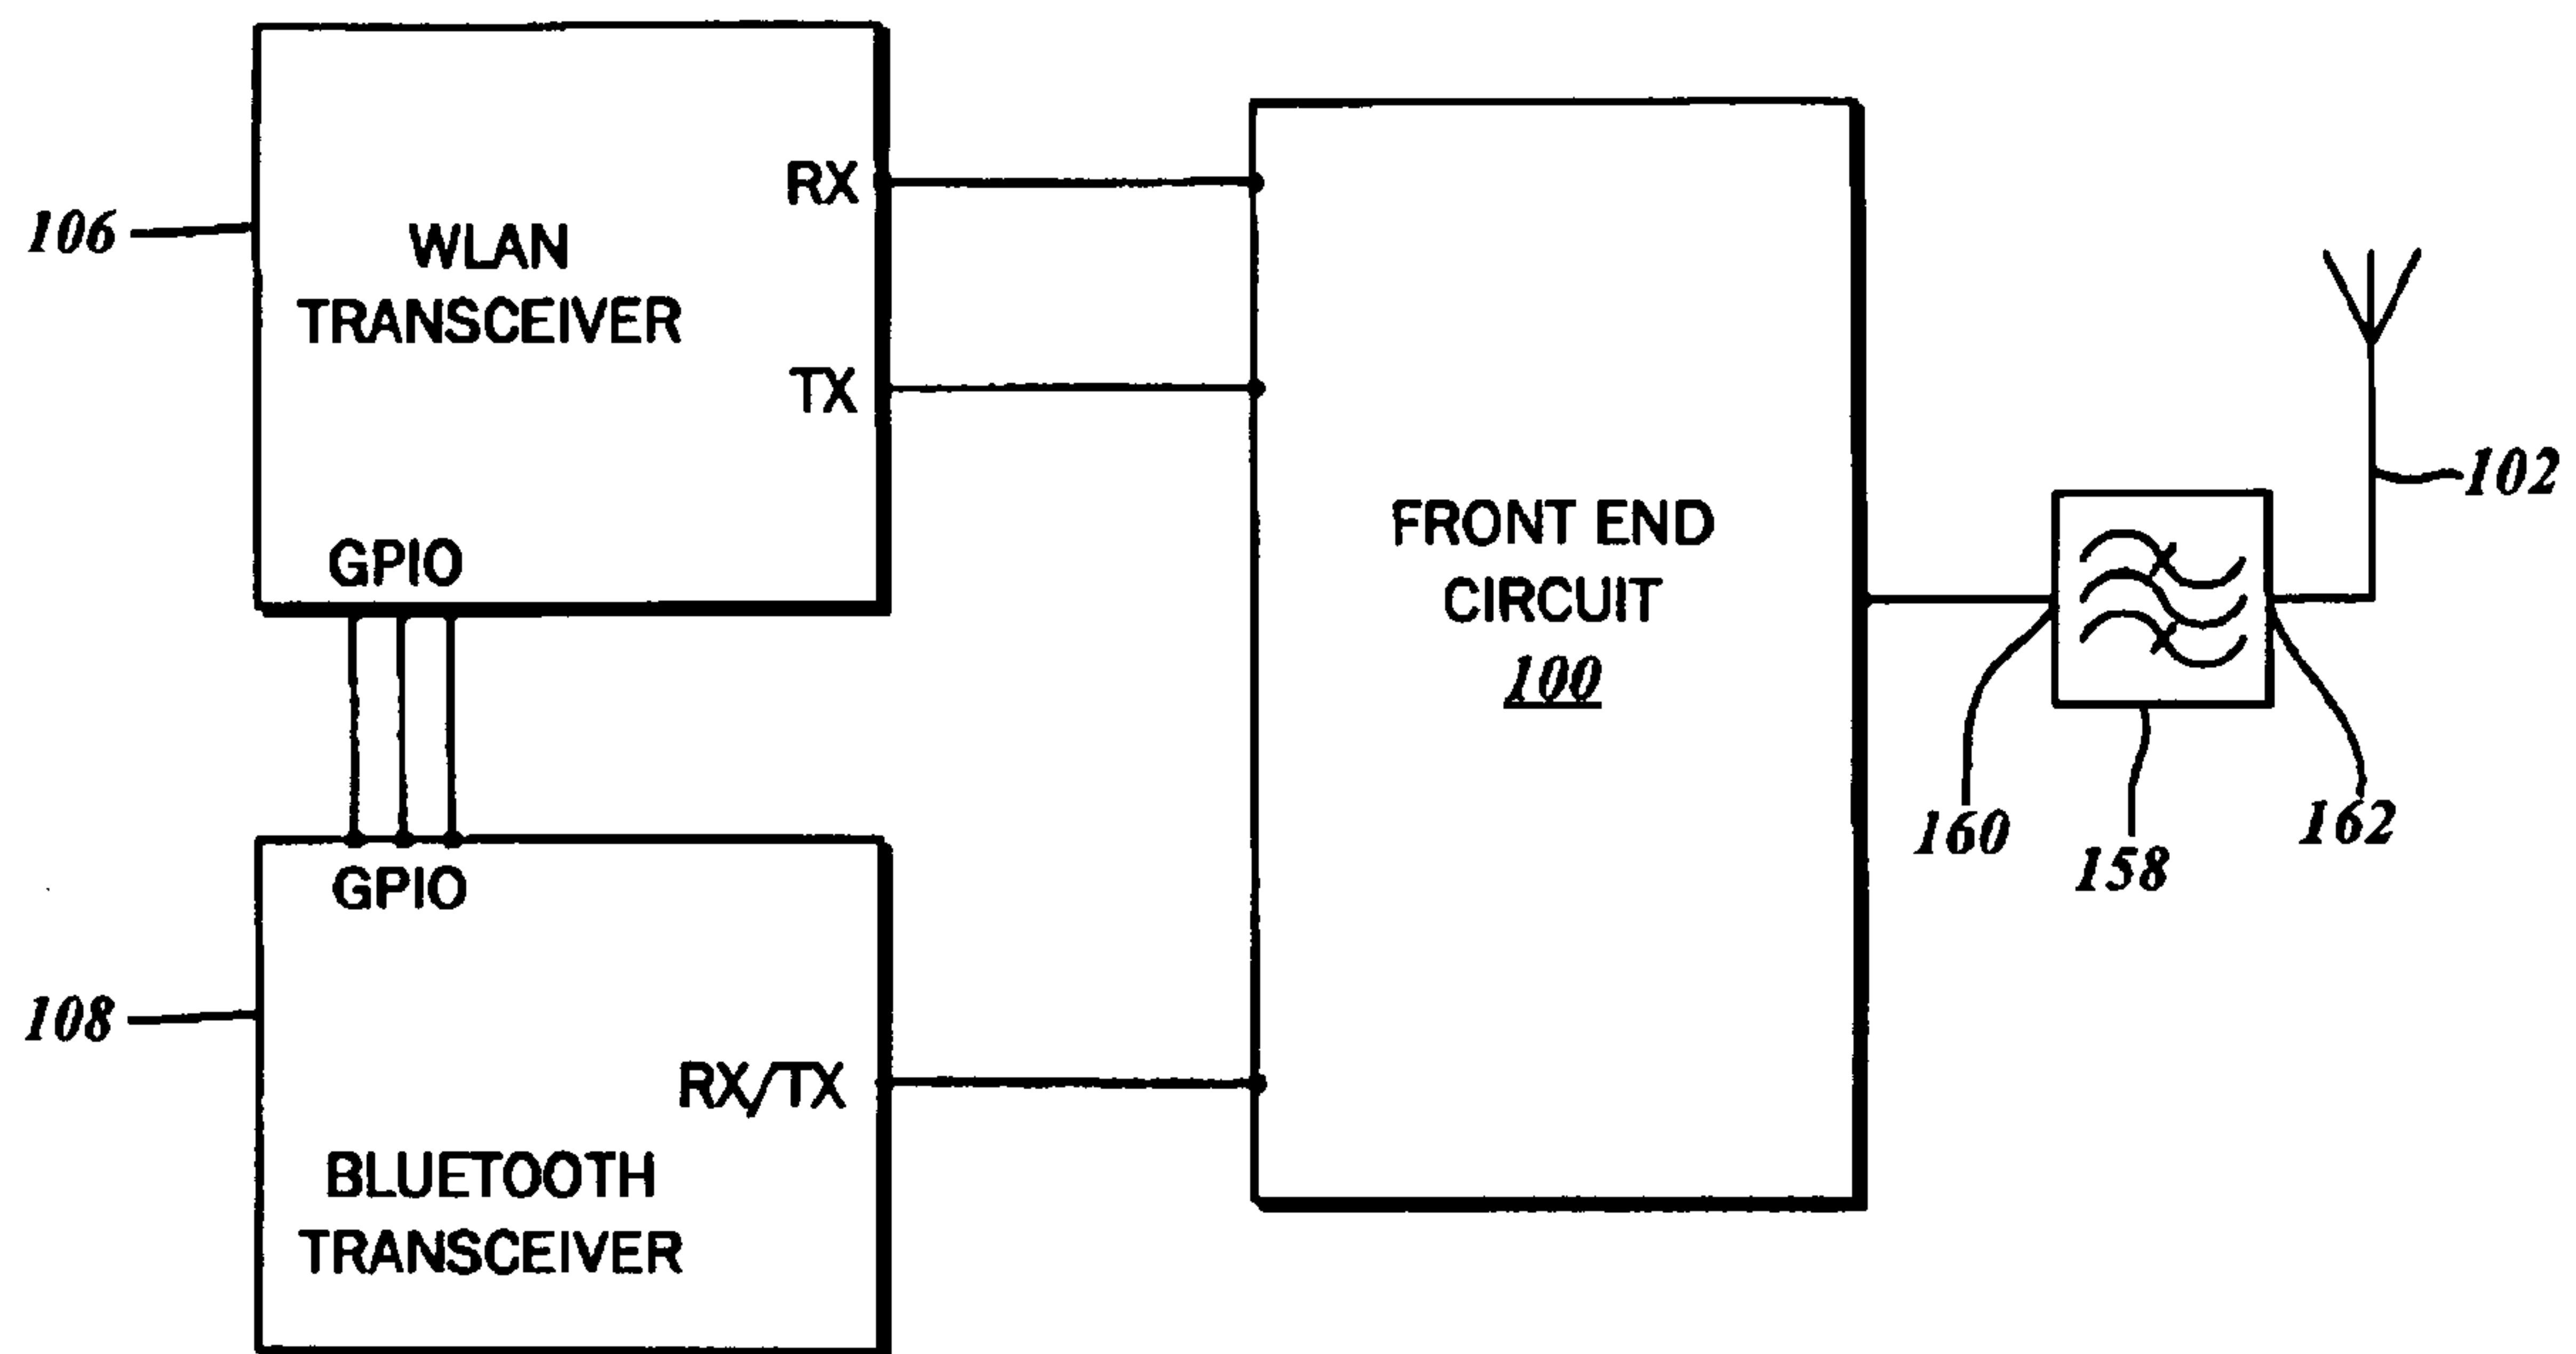 106
WLAN
TRANSCEIVER
RX
TX
GPIO
GPIO
108
RX/TX
BLUETOOTH
TRANSCEIVER
FRONT END
CIRCUIT
100
102
160
158
162